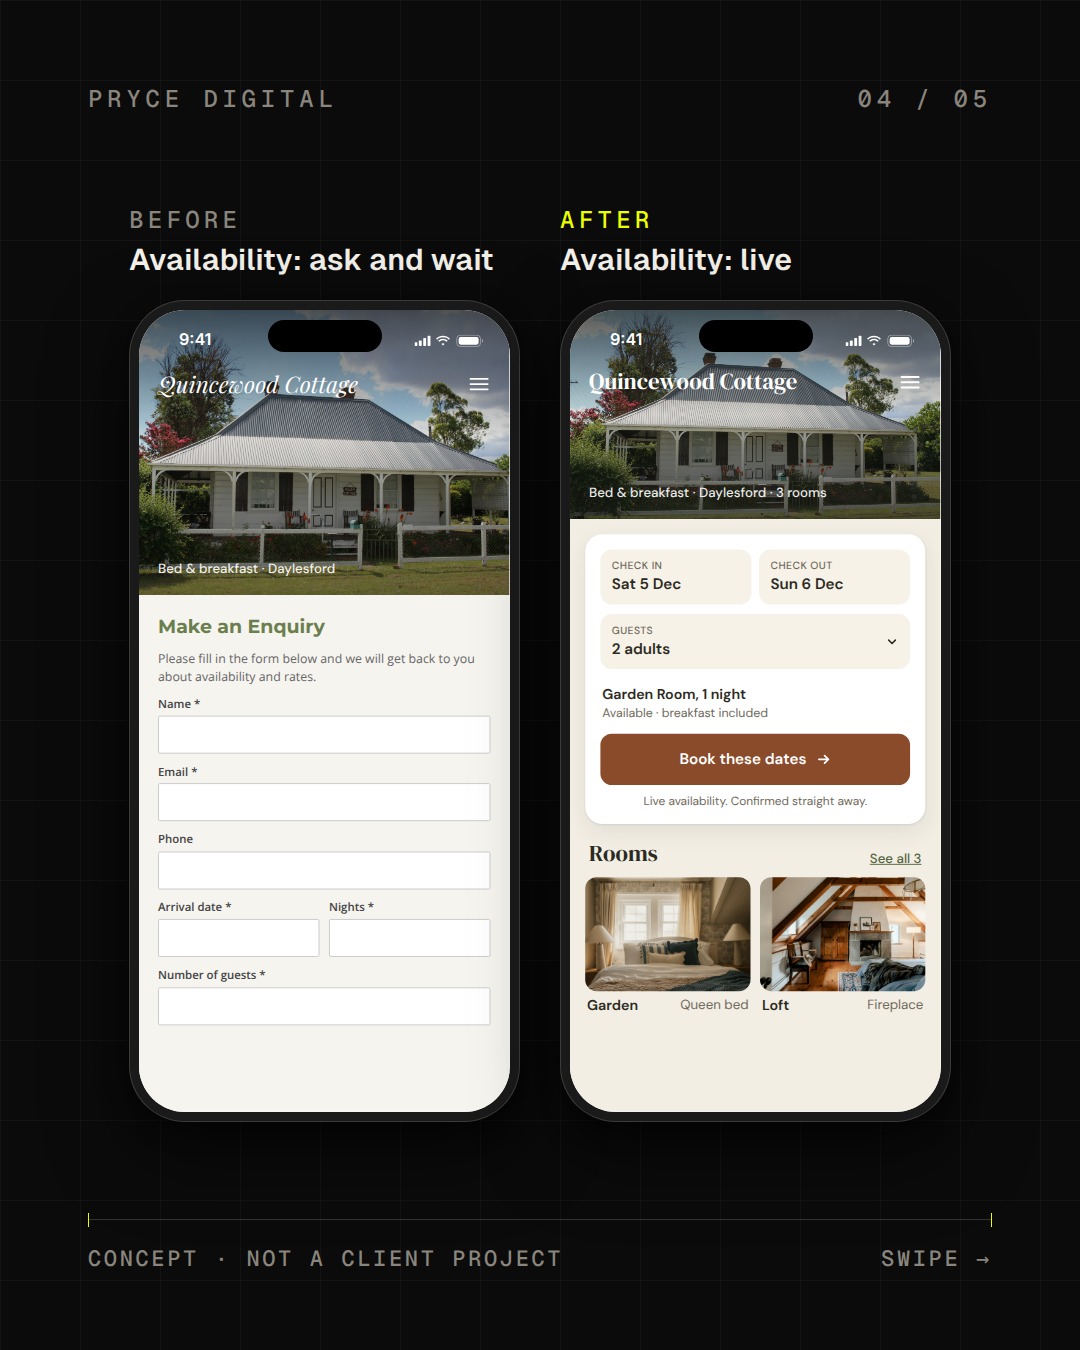 PRYCE DIGITAL
04 / 05
BEFORE
Availability: ask and wait
9:41
Quincewood Cottage
Bed & breakfast · Daylesford
Make an Enquiry
Please fill in the form below and we will get back to you
about availability and rates.
Name *
Email *
Phone
Arrival date *
Nights *
Number of guests *
AFTER
Availability: live
9:41
Quincewood Cottage
Bed & breakfast · Daylesford · 3 rooms
CHECK IN
Sat 5 Dec
CHECK OUT
Sun 6 Dec
GUESTS
2 adults
Garden Room, 1 night
Available · breakfast included
Book these dates →
Live availability. Confirmed straight away.
Rooms
See all 3
Garden
Queen bed
Loft
Fireplace
CONCEPT · NOT A CLIENT PROJECT
SWIPE →